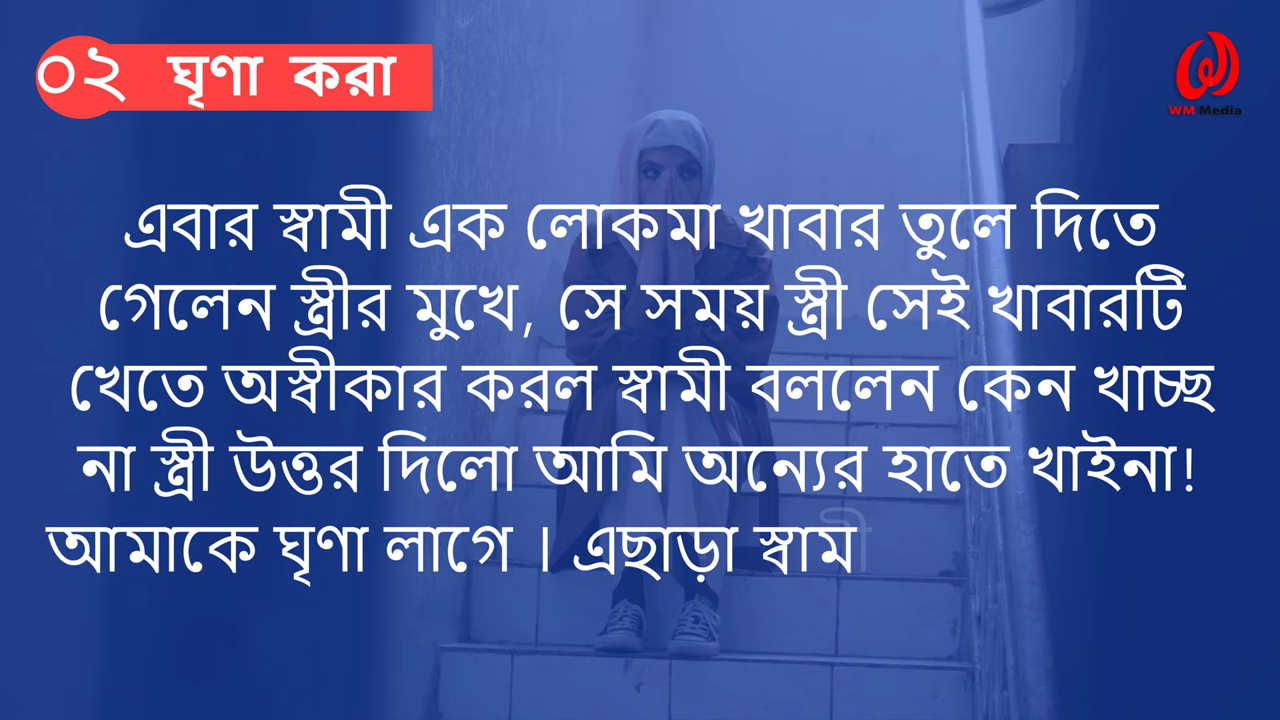 ০২ ঘৃণা করা
WM Media
এবার স্বামী এক লোকমা খাবার তুলে দিতে
গেলেন স্ত্রীর মুখে, সে সময় স্ত্রী সেই খাবারটি
খেতে অস্বীকার করল স্বামী বললেন কেন খাচ্ছ
না স্ত্রী উত্তর দিলো আমি অন্যের হাতে খাইনা!
আমাকে ঘৃণা লাগে । এছাড়া স্বামী